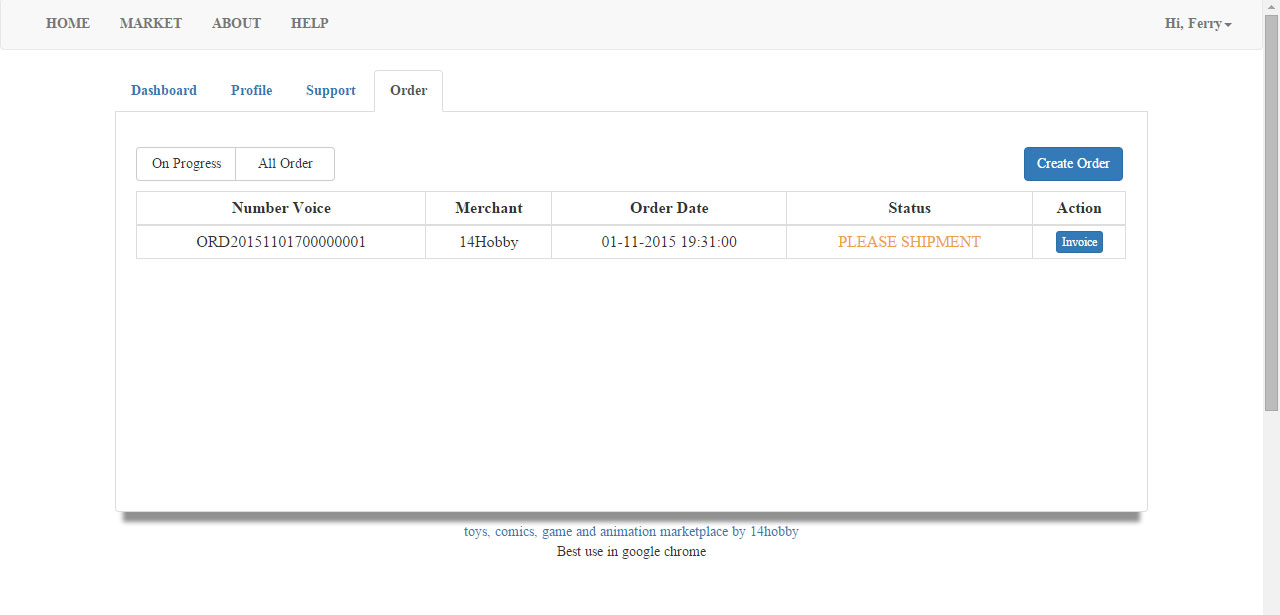 HOME MARKET ABOUT HELP Hi, Ferry
Dashboard Profile Support Order
On Progress All Order Create Order
Number Voice Merchant Order Date Status Action
ORD20151101700000001 14Hobby 01-11-2015 19:31:00 PLEASE SHIPMENT Invoice
toys, comics, game and animation marketplace by 14hobby
Best use in google chrome